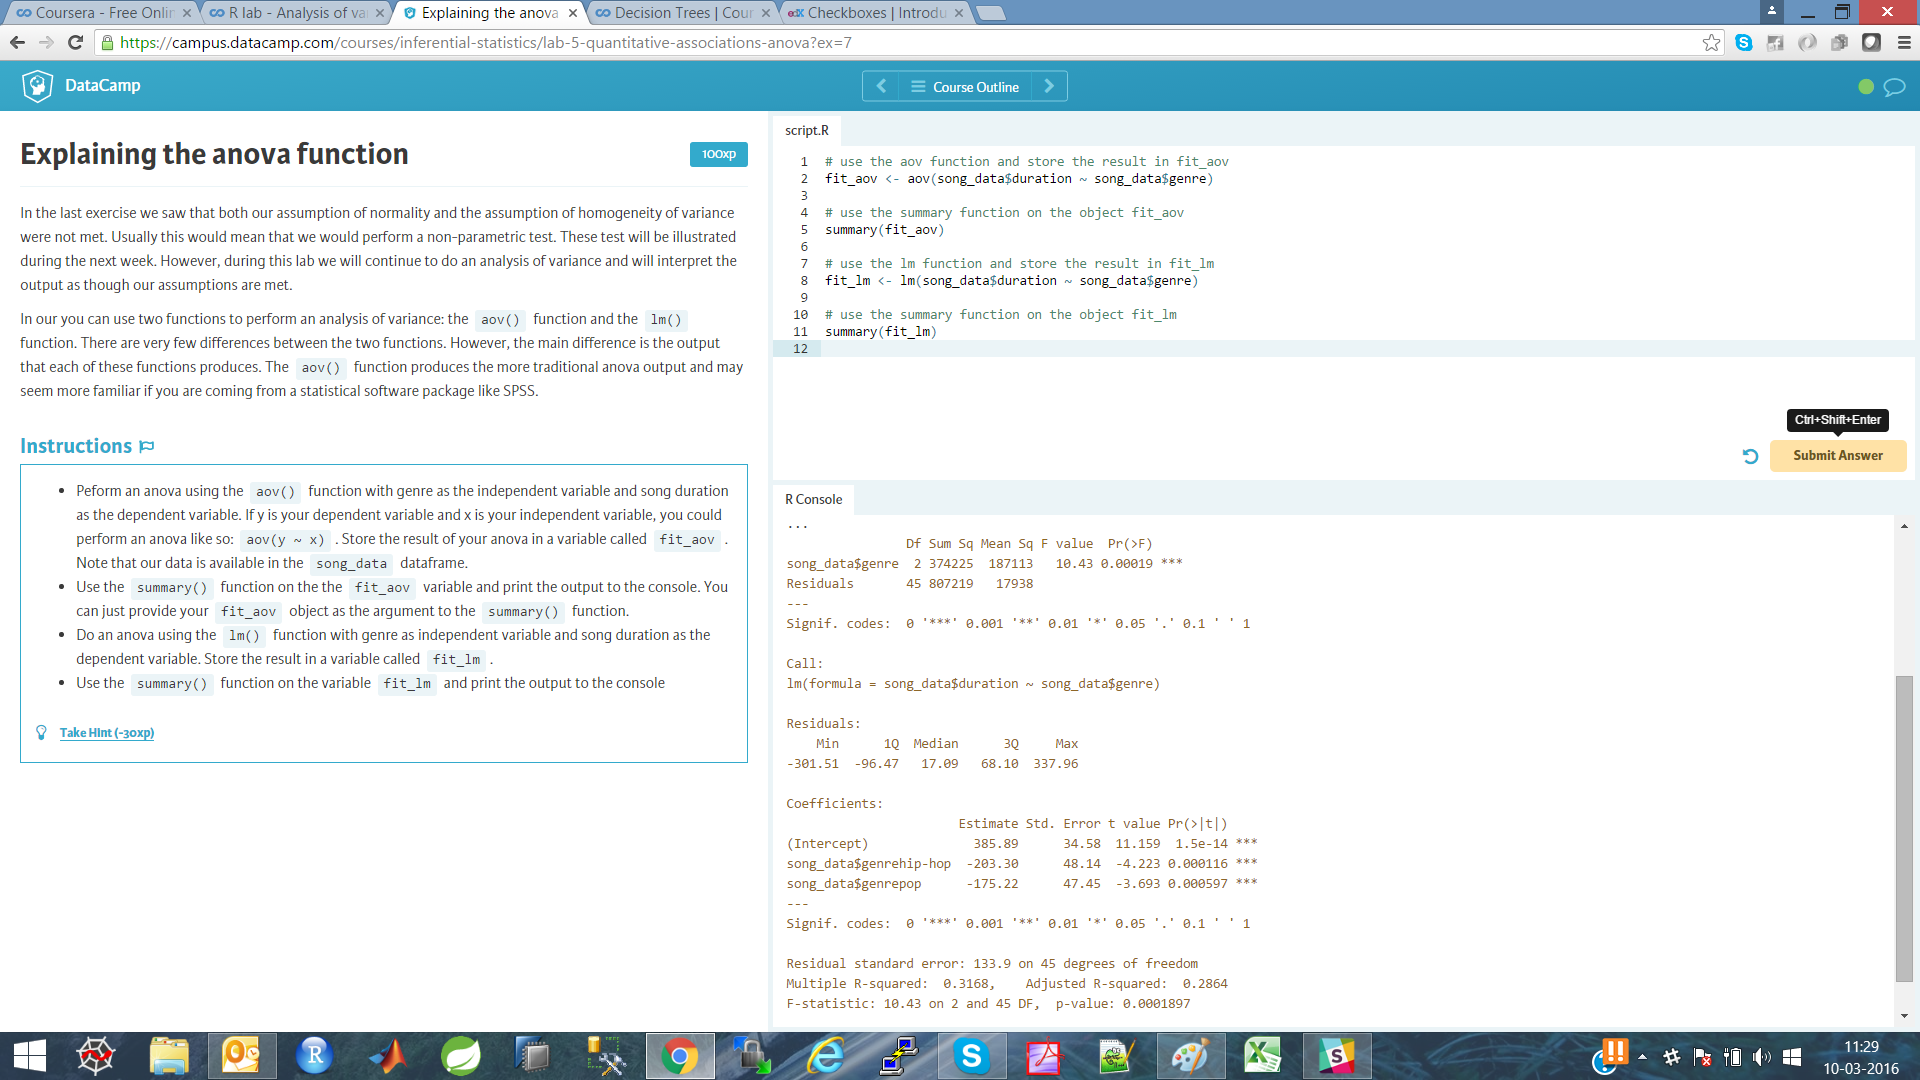 Coursera - Free Onlin
R lab - Analysis of va
Explaining the anova
Decision Trees | Cour
edX Checkboxes | Introdu
https://campus.datacamp.com/courses/inferential-statistics/lab-5-quantitative-associations-anova?ex=7
DataCamp
Course Outline
Explaining the anova function
100xp
In the last exercise we saw that both our assumption of normality and the assumption of homogeneity of variance
were not met. Usually this would mean that we would perform a non-parametric test. These test will be illustrated
during the next week. However, during this lab we will continue to do an analysis of variance and will interpret the
output as though our assumptions are met.
In our you can use two functions to perform an analysis of variance: the aov() function and the lm()
function. There are very few differences between the two functions. However, the main difference is the output
that each of these functions produces. The aov() function produces the more traditional anova output and may
seem more familiar if you are coming from a statistical software package like SPSS.
Instructions
• Peform an anova using the aov() function with genre as the independent variable and song duration
as the dependent variable. If y is your dependent variable and x is your independent variable, you could
perform an anova like so: aov(y ~ x) . Store the result of your anova in a variable called fit_aov .
Note that our data is available in the song_data dataframe.
• Use the summary() function on the the fit_aov variable and print the output to the console. You
can just provide your fit_aov object as the argument to the summary() function.
• Do an anova using the lm() function with genre as independent variable and song duration as the
dependent variable. Store the result in a variable called fit_lm .
• Use the summary() function on the variable fit_lm and print the output to the console
Take Hint (-30xp)
script.R
1 # use the aov function and store the result in fit_aov
2 fit_aov <- aov(song_data$duration ~ song_data$genre)
3
4 # use the summary function on the object fit_aov
5 summary(fit_aov)
6
7 # use the lm function and store the result in fit_lm
8 fit_lm <- lm(song_data$duration ~ song_data$genre)
9
10 # use the summary function on the object fit_lm
11 summary(fit_lm)
12
Ctrl+Shift+Enter
Submit Answer
R Console
...
Df Sum Sq Mean Sq F value Pr(>F)
song_data$genre 2 374225 187113 10.43 0.00019 ***
Residuals 45 807219 17938
---
Signif. codes: 0 '***' 0.001 '**' 0.01 '*' 0.05 '.' 0.1 ' ' 1
Call:
lm(formula = song_data$duration ~ song_data$genre)
Residuals:
Min 1Q Median 3Q Max
-301.51 -96.47 17.09 68.10 337.96
Coefficients:
Estimate Std. Error t value Pr(>|t|)
(Intercept) 385.89 34.58 11.159 1.5e-14 ***
song_data$genrehip-hop -203.30 48.14 -4.223 0.000116 ***
song_data$genrepop -175.22 47.45 -3.693 0.000597 ***
---
Signif. codes: 0 '***' 0.001 '**' 0.01 '*' 0.05 '.' 0.1 ' ' 1
Residual standard error: 133.9 on 45 degrees of freedom
Multiple R-squared: 0.3168, Adjusted R-squared: 0.2864
F-statistic: 10.43 on 2 and 45 DF, p-value: 0.0001897
11:29
10-03-2016